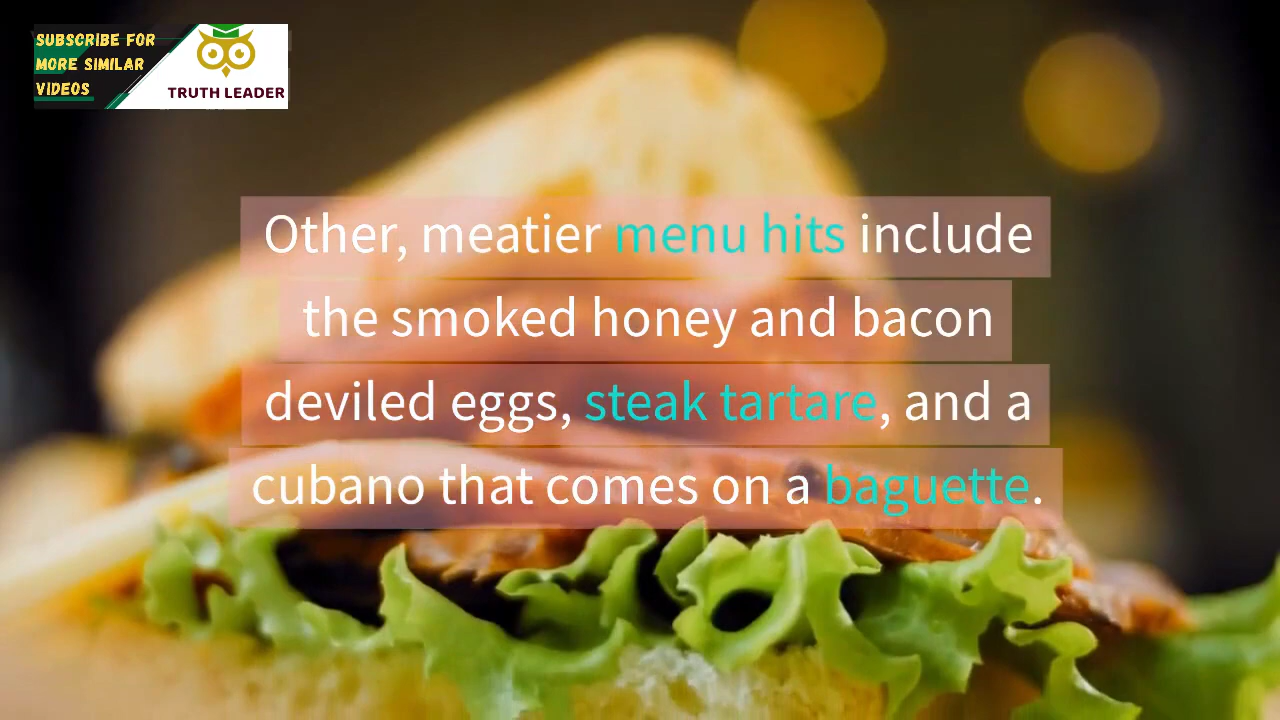 SUBSCRIBE FOR
MORE SIMILAR
VIDEOS
TRUTH LEADER
Other, meatier menu hits include
the smoked honey and bacon
deviled eggs, steak tartare, and a
cubano that comes on a baguette.